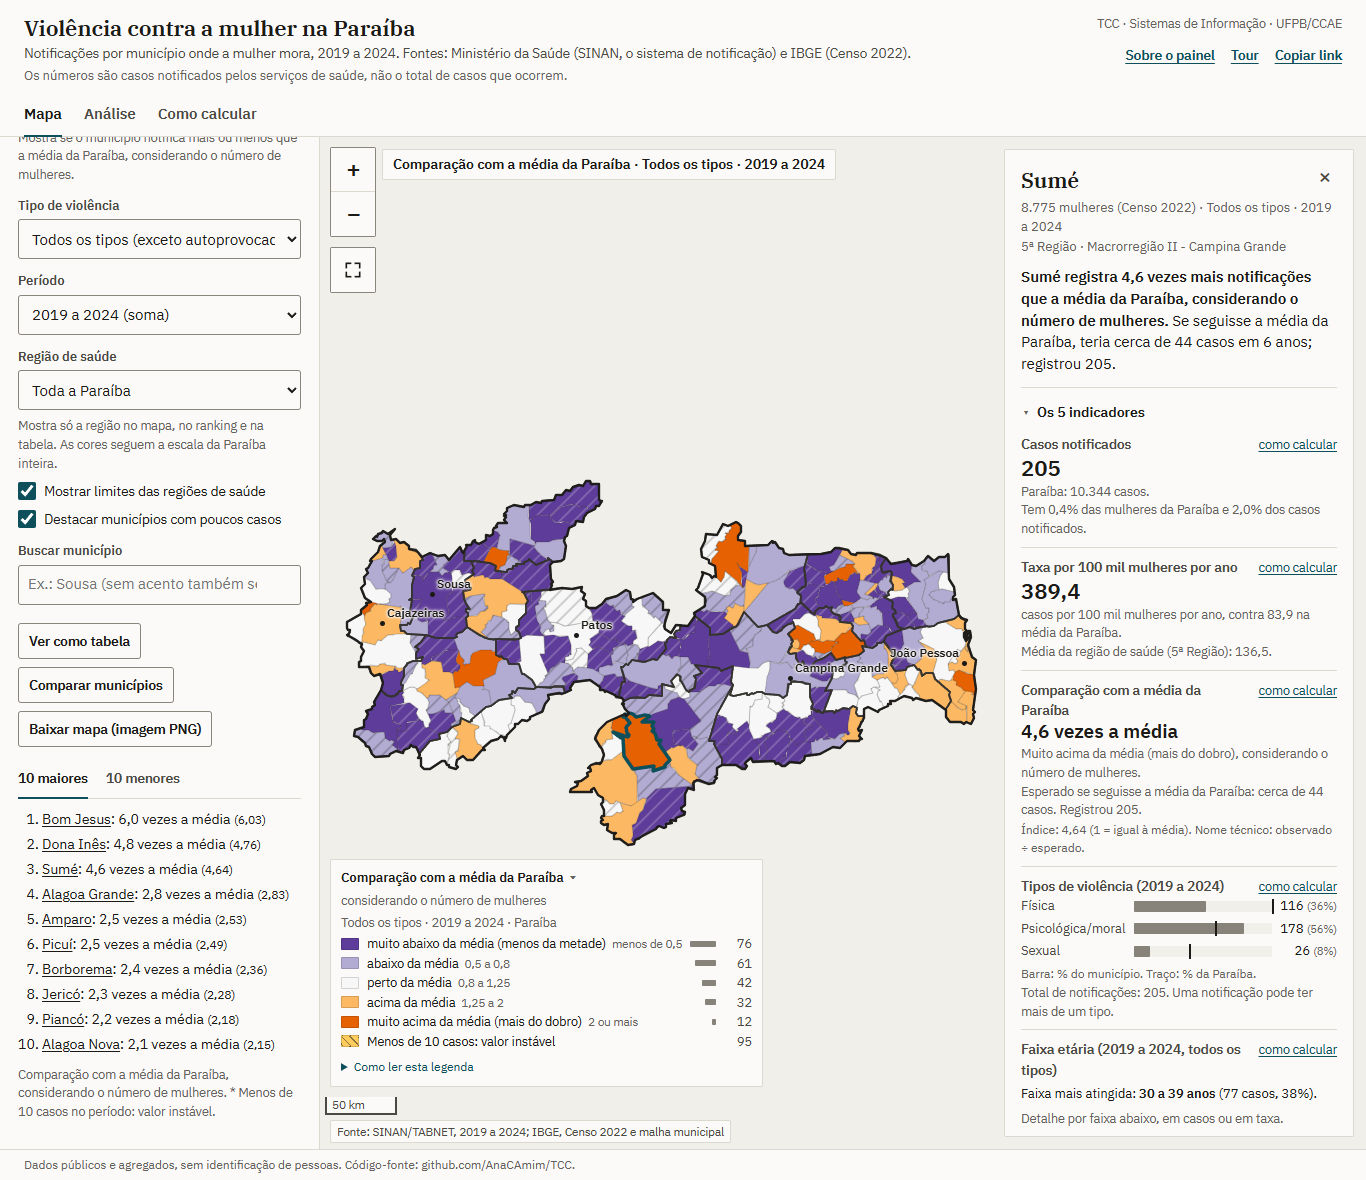 Violência contra a mulher na Paraíba
Notificações por município onde a mulher mora, 2019 a 2024. Fontes: Ministério da Saúde (SINAN, o sistema de notificação) e IBGE (Censo 2022).
Os números são casos notificados pelos serviços de saúde, não o total de casos que ocorrem.
TCC · Sistemas de Informação · UFPB/CCAE
Sobre o painel Tour Copiar link
Mapa Análise Como calcular
Mostra se o município notifica mais ou menos que
a média da Paraíba, considerando o número de
mulheres.
Tipo de violência
Todos os tipos (exceto autoprovocac
Período
2019 a 2024 (soma)
Região de saúde
Toda a Paraíba
Mostra só a região no mapa, no ranking e na
tabela. As cores seguem a escala da Paraíba
inteira.
Mostrar limites das regiões de saúde
Destacar municípios com poucos casos
Buscar município
Ex.: Sousa (sem acento também se
Ver como tabela
Comparar municípios
Baixar mapa (imagem PNG)
10 maiores 10 menores
1. Bom Jesus: 6,0 vezes a média (6,03)
2. Dona Inês: 4,8 vezes a média (4,76)
3. Sumé: 4,6 vezes a média (4,64)
4. Alagoa Grande: 2,8 vezes a média (2,83)
5. Amparo: 2,5 vezes a média (2,53)
6. Picuí: 2,5 vezes a média (2,49)
7. Borborema: 2,4 vezes a média (2,36)
8. Jericó: 2,3 vezes a média (2,28)
9. Piancó: 2,2 vezes a média (2,18)
10. Alagoa Nova: 2,1 vezes a média (2,15)
Comparação com a média da Paraíba,
considerando o número de mulheres. * Menos de
10 casos no período: valor instável.
+
−
Comparação com a média da Paraíba · Todos os tipos · 2019 a 2024
Sousa
Cajazeiras
Patos
João Pessoa
Campina Grande
Comparação com a média da Paraíba
considerando o número de mulheres
Todos os tipos · 2019 a 2024 · Paraíba
muito abaixo da média (menos da metade) menos de 0,5 76
abaixo da média 0,5 a 0,8 61
perto da média 0,8 a 1,25 42
acima da média 1,25 a 2 32
muito acima da média (mais do dobro) 2 ou mais 12
Menos de 10 casos: valor instável 95
Como ler esta legenda
50 km
Fonte: SINAN/TABNET, 2019 a 2024; IBGE, Censo 2022 e malha municipal
Sumé ×
8.775 mulheres (Censo 2022) · Todos os tipos · 2019
a 2024
5ª Região · Macrorregião II - Campina Grande
Sumé registra 4,6 vezes mais notificações
que a média da Paraíba, considerando o
número de mulheres. Se seguisse a média da
Paraíba, teria cerca de 44 casos em 6 anos;
registrou 205.
Os 5 indicadores
Casos notificados como calcular
205
Paraíba: 10.344 casos.
Tem 0,4% das mulheres da Paraíba e 2,0% dos casos
notificados.
Taxa por 100 mil mulheres por ano como calcular
389,4
casos por 100 mil mulheres por ano, contra 83,9 na
média da Paraíba.
Média da região de saúde (5ª Região): 136,5.
Comparação com a média da como calcular
Paraíba
4,6 vezes a média
Muito acima da média (mais do dobro), considerando o
número de mulheres.
Esperado se seguisse a média da Paraíba: cerca de 44
casos. Registrou 205.
Índice: 4,64 (1 = igual à média). Nome técnico: observado
÷ esperado.
Tipos de violência (2019 a 2024) como calcular
Física 116 (36%)
Psicológica/moral 178 (56%)
Sexual 26 (8%)
Barra: % do município. Traço: % da Paraíba.
Total de notificações: 205. Uma notificação pode ter
mais de um tipo.
Faixa etária (2019 a 2024, todos os como calcular
tipos)
Faixa mais atingida: 30 a 39 anos (77 casos, 38%).
Detalhe por faixa abaixo, em casos ou em taxa.
Dados públicos e agregados, sem identificação de pessoas. Código-fonte: github.com/AnaCAmim/TCC.